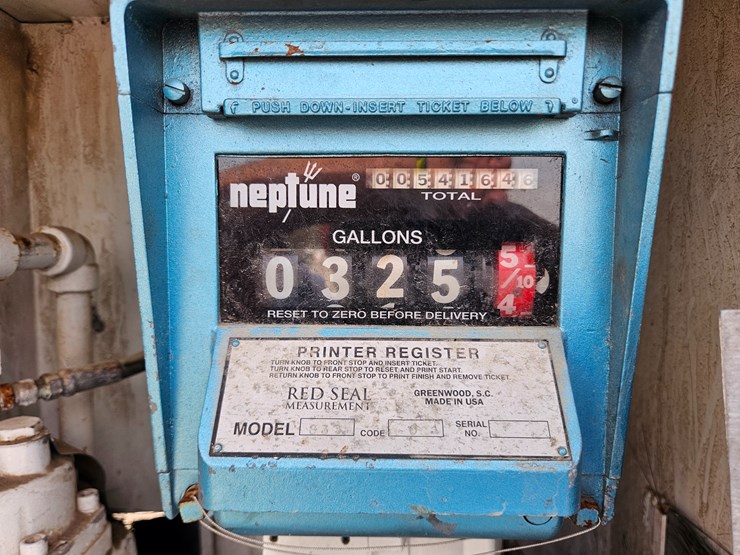 PUSH DOWN-INSERT TICKET BELOW
neptune ® 00541646
TOTAL
GALLONS
0325 5/10 4
RESET TO ZERO BEFORE DELIVERY
PRINTER REGISTER
TURN KNOB TO FRONT STOP AND INSERT TICKET.
TURN KNOB TO REAR STOP TO RESET AND PRINT START.
RETURN KNOB TO FRONT STOP TO PRINT FINISH AND REMOVE TICKET.
RED SEAL
MEASUREMENT
GREENWOOD, S.C.
MADE IN USA
MODEL CODE SERIAL NO.